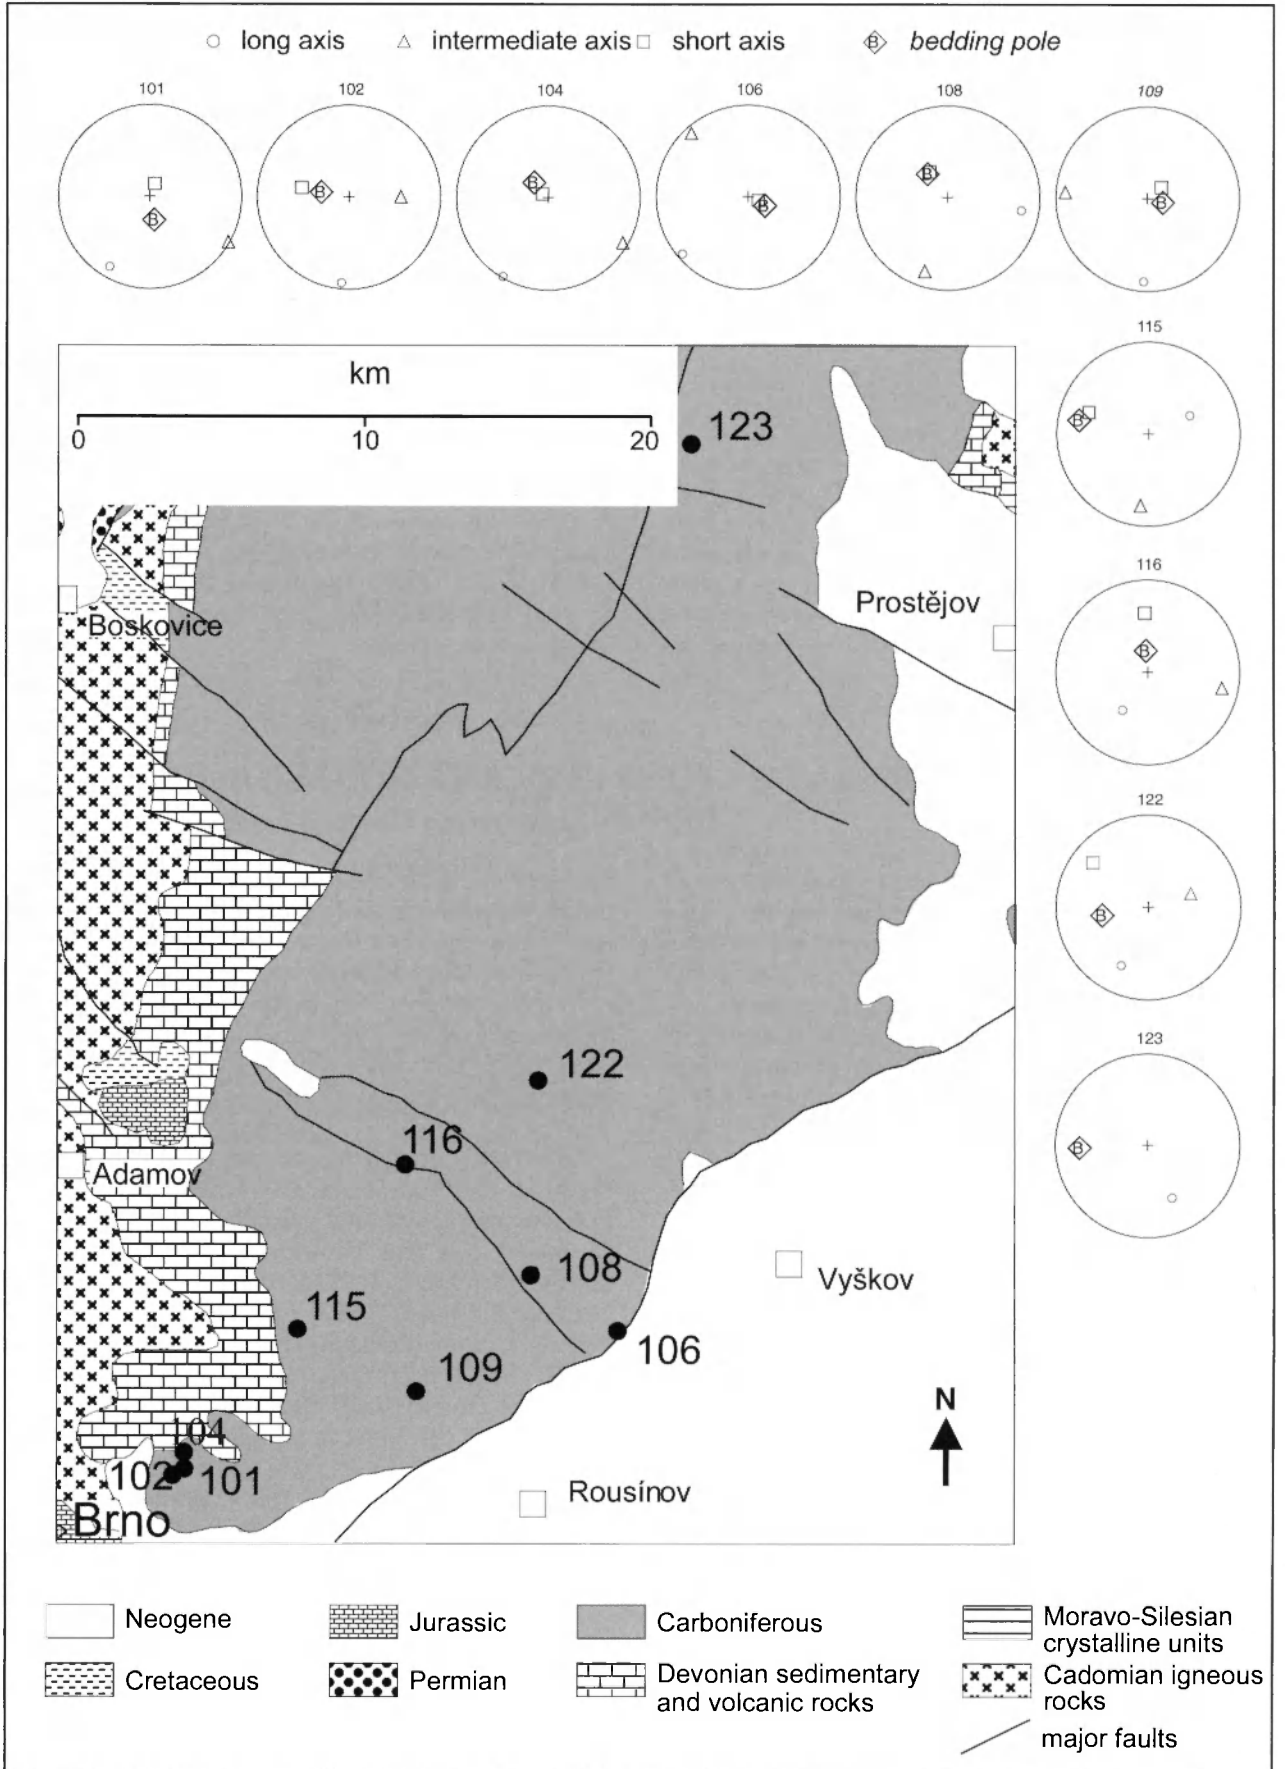 long axis intermediate axis short axis B bedding pole
101 102 104 106 108 109
B B B B B B
115
B
116
B
122
B
123
B
km
0 10 20
123
Boskovice
Prostějov
122
116
Adamov
108
Vyškov
115
106
109
N
104
102 101
Rousínov
Brno
Neogene Jurassic Carboniferous Moravo-Silesian
crystalline units
Cretaceous Permian Devonian sedimentary Cadomian igneous
and volcanic rocks rocks
major faults